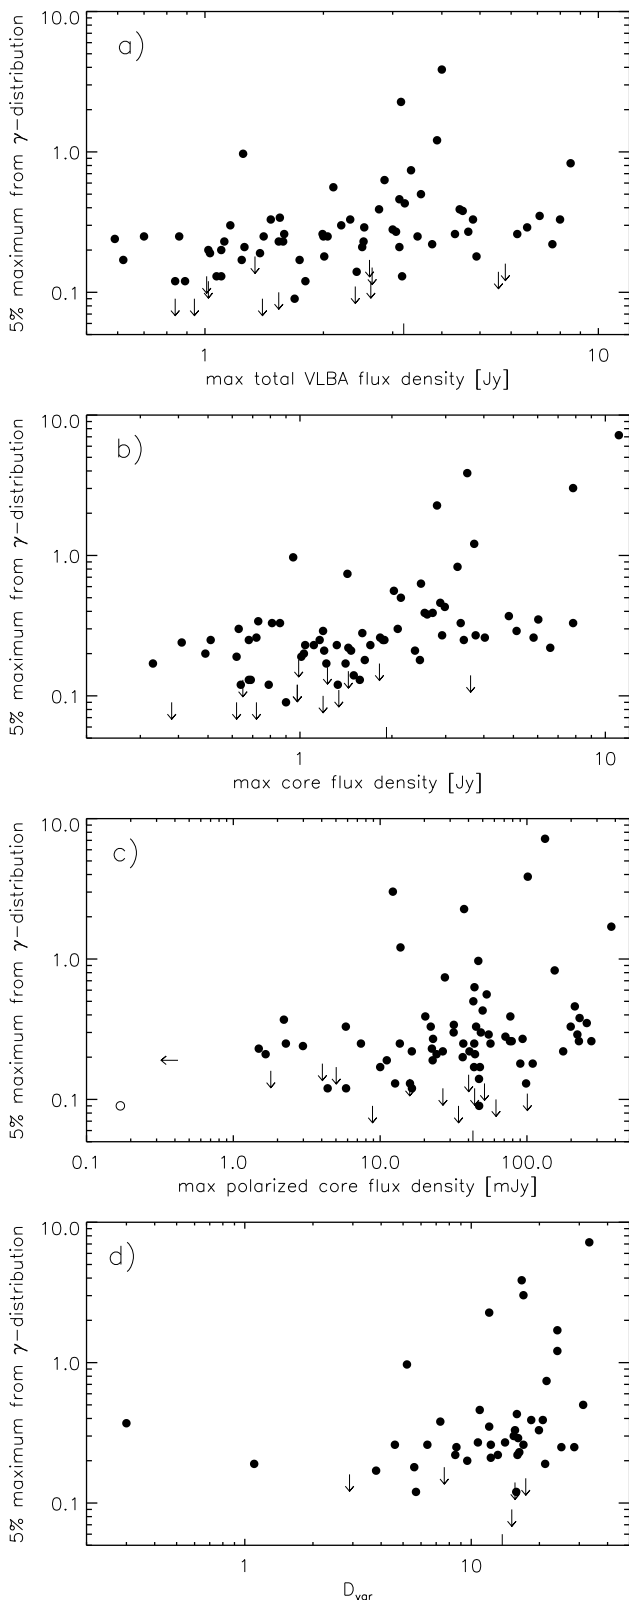 a)
10.0
1.0
0.1
5% maximum from γ−distribution
1
10
max total VLBA flux density [Jy]
b)
10.0
1.0
0.1
5% maximum from γ−distribution
1
10
max core flux density [Jy]
c)
10.0
1.0
0.1
5% maximum from γ−distribution
0.1
1.0
10.0
100.0
max polarized core flux density [mJy]
d)
10.0
1.0
0.1
5% maximum from γ−distribution
1
10
D_var